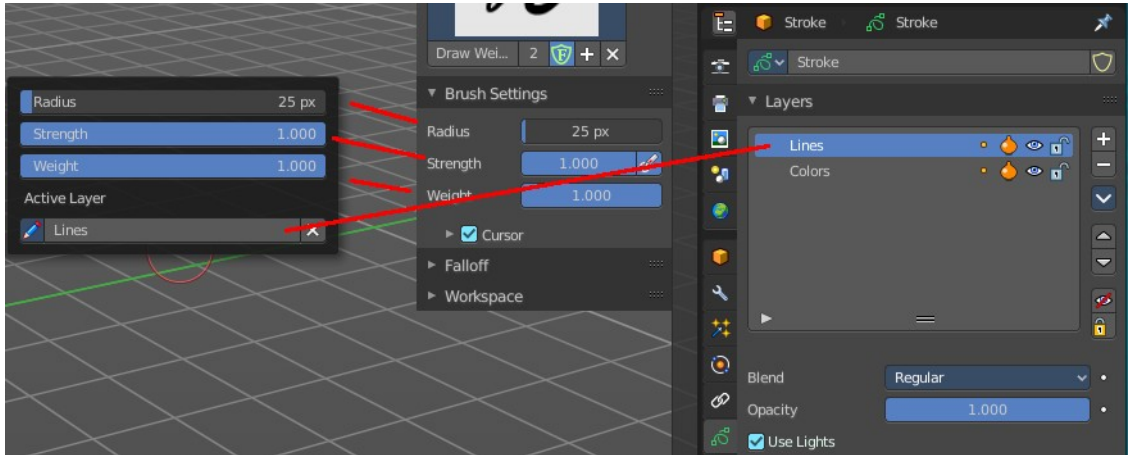 Radius 25 px
Strength 1.000
Weight 1.000
Active Layer
Lines
Draw Wei... 2 F
Brush Settings
Radius 25 px
Strength 1.000
Weight 1.000
Cursor
Falloff
Workspace
Stroke Stroke
Stroke
Layers
Lines
Colors
Blend Regular
Opacity 1.000
Use Lights